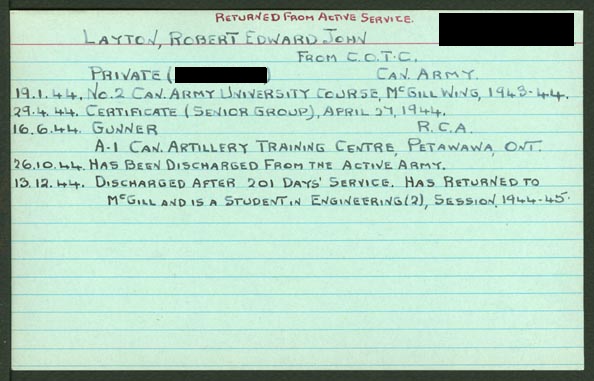 RETURNED FROM ACTIVE SERVICE.
LAYTON, ROBERT EDWARD JOHN
FROM C.O.T.C.
PRIVATE ( ) CAN. ARMY.
19.1.44. No. 2 CAN. ARMY UNIVERSITY COURSE, McGILL WING, 1943-44.
29.4.44. CERTIFICATE (SENIOR GROUP), APRIL 27, 1944.
16.6.44. GUNNER R.C.A.
A-1 CAN. ARTILLERY TRAINING CENTRE, PETAWAWA, ONT.
26.10.44. HAS BEEN DISCHARGED FROM THE ACTIVE ARMY.
13.12.44. DISCHARGED AFTER 201 DAYS' SERVICE. HAS RETURNED TO
McGILL AND IS A STUDENT IN ENGINEERING (2), SESSION, 1944-45.